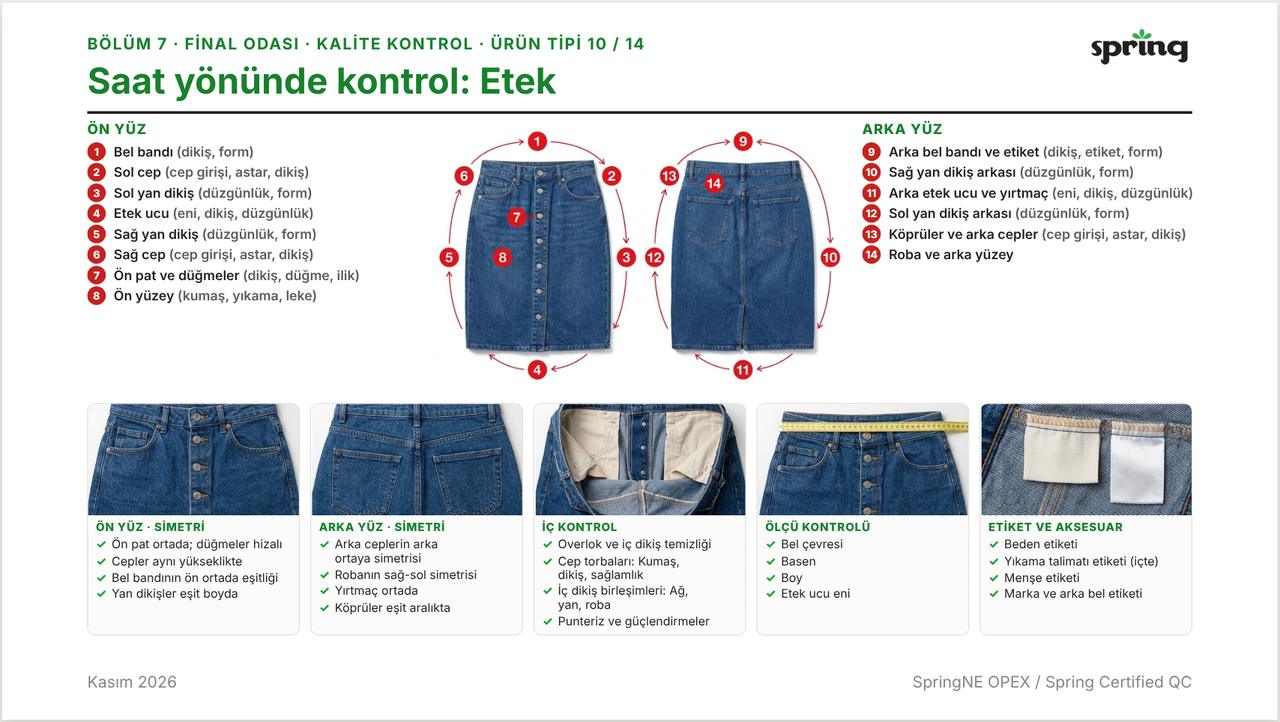 BÖLÜM 7 · FİNAL ODASI · KALİTE KONTROL · ÜRÜN TİPİ 10 / 14
spring
Saat yönünde kontrol: Etek
ÖN YÜZ
1 Bel bandı (dikiş, form)
2 Sol cep (cep girişi, astar, dikiş)
3 Sol yan dikiş (düzgünlük, form)
4 Etek ucu (eni, dikiş, düzgünlük)
5 Sağ yan dikiş (düzgünlük, form)
6 Sağ cep (cep girişi, astar, dikiş)
7 Ön pat ve düğmeler (dikiş, düğme, ilik)
8 Ön yüzey (kumaş, yıkama, leke)
1
6
2
7
5
8
3
4
9
13
14
12
10
11
ARKA YÜZ
9 Arka bel bandı ve etiket (dikiş, etiket, form)
10 Sağ yan dikiş arkası (düzgünlük, form)
11 Arka etek ucu ve yırtmaç (eni, dikiş, düzgünlük)
12 Sol yan dikiş arkası (düzgünlük, form)
13 Köprüler ve arka cepler (cep girişi, astar, dikiş)
14 Roba ve arka yüzey
ÖN YÜZ · SİMETRİ
✓ Ön pat ortada; düğmeler hizalı
✓ Cepler aynı yükseklikte
✓ Bel bandının ön ortada eşitliği
✓ Yan dikişler eşit boyda
ARKA YÜZ · SİMETRİ
✓ Arka ceplerin arka
ortaya simetrisi
✓ Robanın sağ-sol simetrisi
✓ Yırtmaç ortada
✓ Köprüler eşit aralıkta
İÇ KONTROL
✓ Overlok ve iç dikiş temizliği
✓ Cep torbaları: Kumaş,
dikiş, sağlamlık
✓ İç dikiş birleşimleri: Ağ,
yan, roba
✓ Punteriz ve güçlendirmeler
ÖLÇÜ KONTROLÜ
✓ Bel çevresi
✓ Basen
✓ Boy
✓ Etek ucu eni
ETİKET VE AKSESUAR
✓ Beden etiketi
✓ Yıkama talimatı etiketi (içte)
✓ Menşe etiketi
✓ Marka ve arka bel etiketi
Kasım 2026
SpringNE OPEX / Spring Certified QC